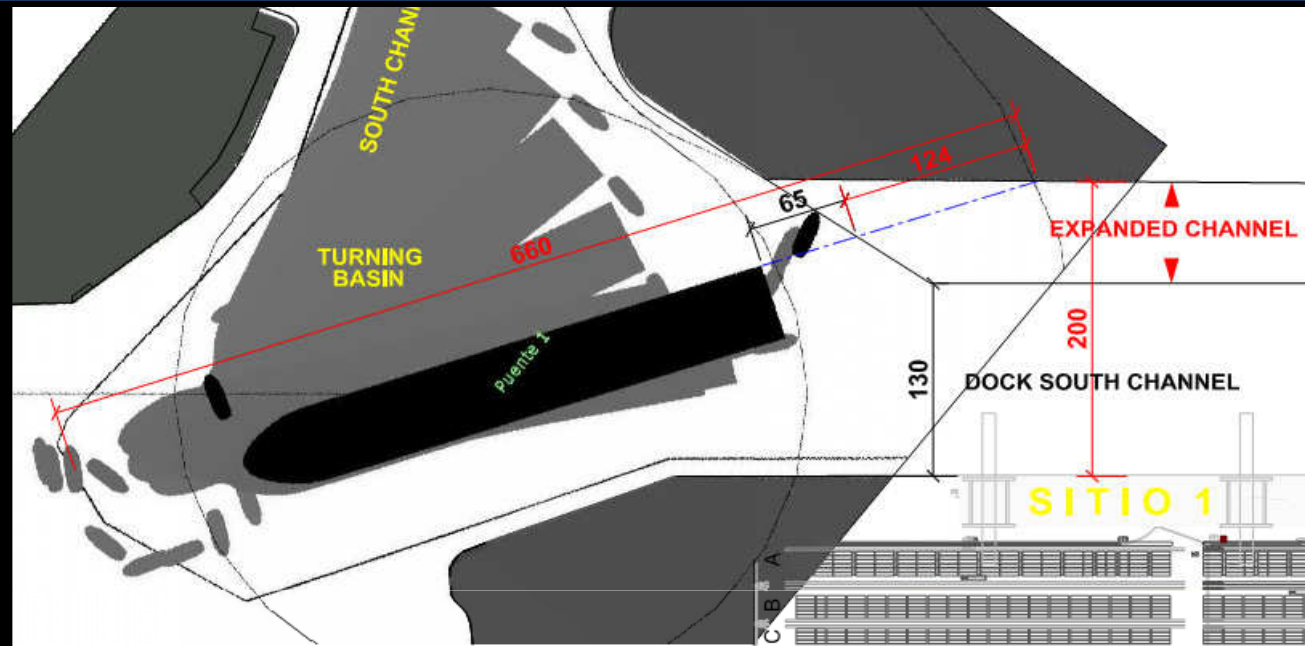 SOUTH CHAN
124
65
EXPANDED CHANNEL
660
TURNING
BASIN
Puente 1
200
130
DOCK SOUTH CHANNEL
SITIO 1
A
B
C